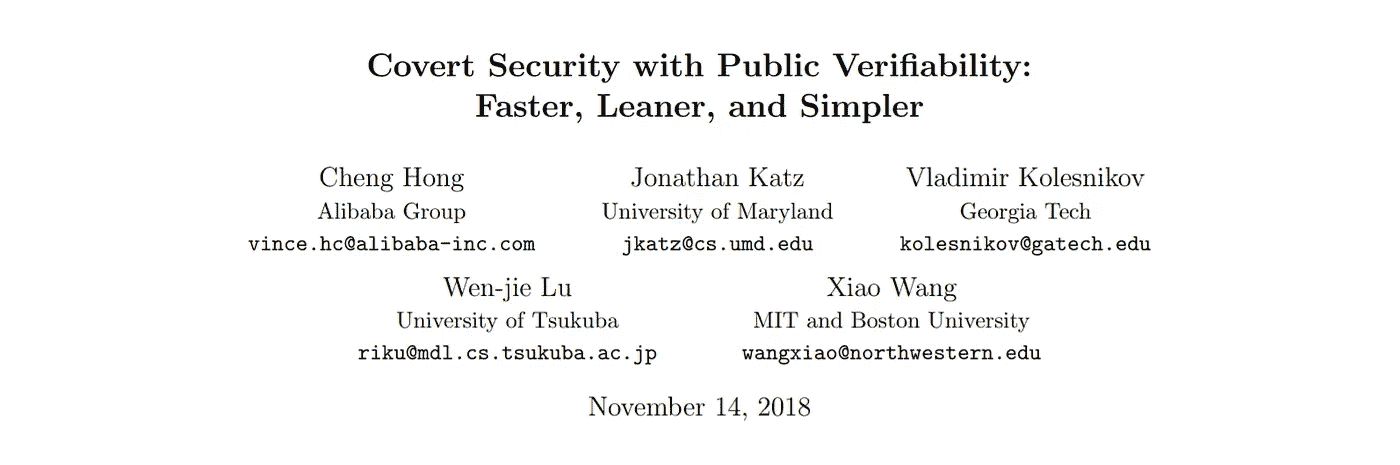 Covert Security with Public Verifiability:
Faster, Leaner, and Simpler
Cheng Hong Jonathan Katz Vladimir Kolesnikov
Alibaba Group University of Maryland Georgia Tech
vince.hc@alibaba-inc.com jkatz@cs.umd.edu kolesnikov@gatech.edu
Wen-jie Lu Xiao Wang
University of Tsukuba MIT and Boston University
riku@mdl.cs.tsukuba.ac.jp wangxiao@northwestern.edu
November 14, 2018